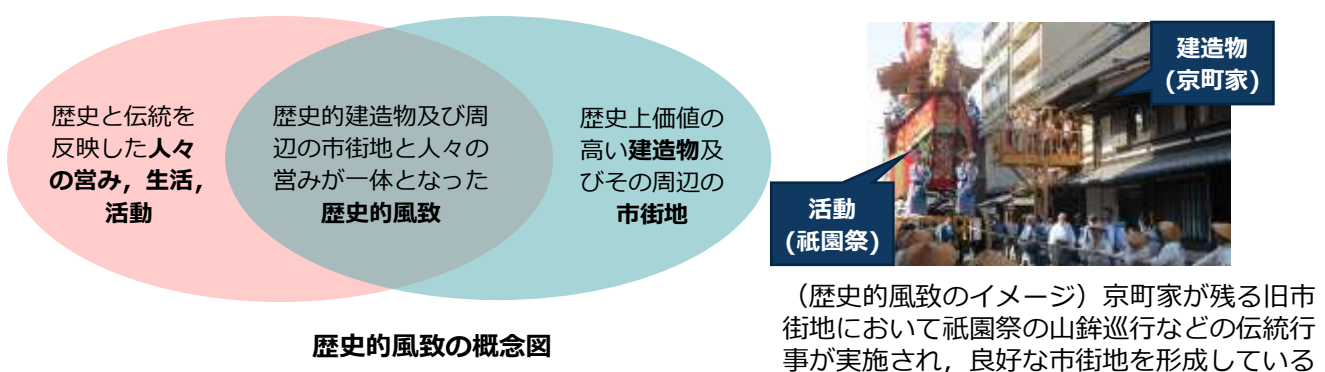 歴史と伝統を
反映した人々
の営み，生活，
活動
歴史的建造物及び周
辺の市街地と人々の
営みが一体となった
歴史的風致
歴史上価値の
高い建造物及
びその周辺の
市街地
歴史的風致の概念図
建造物
(京町家)
活動
(祇園祭)
（歴史的風致のイメージ）京町家が残る旧市
街地において祇園祭の山鉾巡行などの伝統行
事が実施され，良好な市街地を形成している